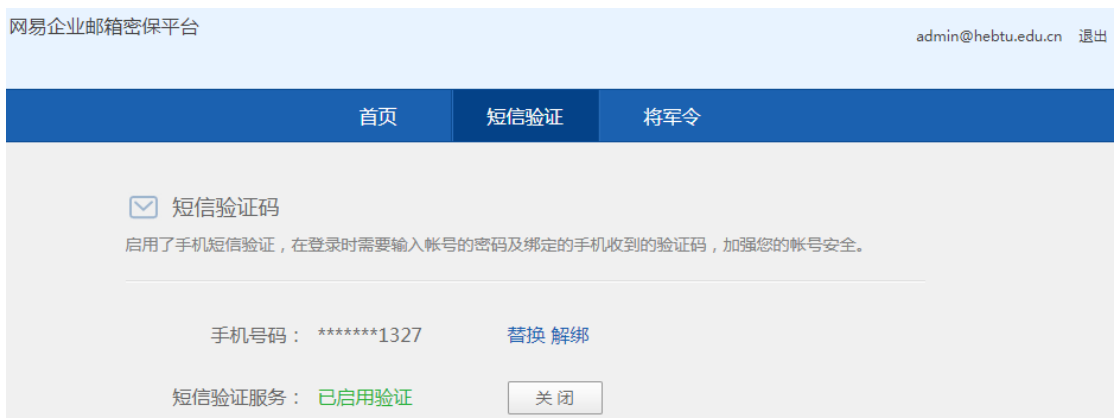 网易企业邮箱密保平台
admin@hebtu.edu.cn 退出
首页 短信验证 将军令
短信验证码
启用了手机短信验证，在登录时需要输入帐号的密码及绑定的手机收到的验证码，加强您的帐号安全。
手机号码： *******1327 替换 解绑
短信验证服务： 已启用验证 关 闭